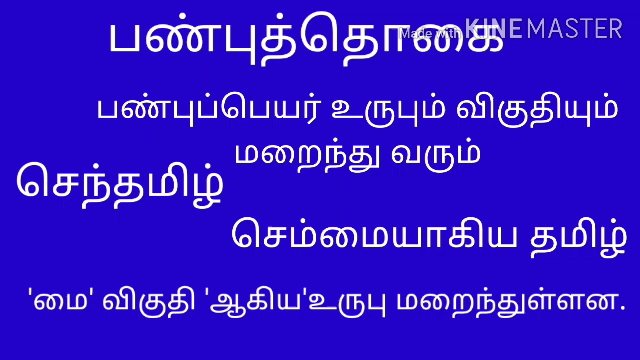 பண்புத்தொகை
Made with KINEMASTER
பண்புப்பெயர் உருபும் விகுதியும்
மறைந்து வரும்
செந்தமிழ்
செம்மையாகிய தமிழ்
'மை' விகுதி 'ஆகிய'உருபு மறைந்துள்ளன.